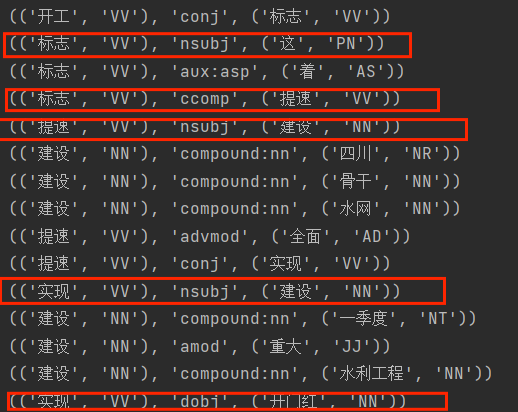 (('开工', 'VV'), 'conj', ('标志', 'VV'))
(('标志', 'VV'), 'nsubj', ('这', 'PN'))
(('标志', 'VV'), 'aux:asp', ('着', 'AS'))
(('标志', 'VV'), 'ccomp', ('提速', 'VV'))
(('提速', 'VV'), 'nsubj', ('建设', 'NN'))
(('建设', 'NN'), 'compound:nn', ('四川', 'NR'))
(('建设', 'NN'), 'compound:nn', ('骨干', 'NN'))
(('建设', 'NN'), 'compound:nn', ('水网', 'NN'))
(('提速', 'VV'), 'advmod', ('全面', 'AD'))
(('提速', 'VV'), 'conj', ('实现', 'VV'))
(('实现', 'VV'), 'nsubj', ('建设', 'NN'))
(('建设', 'NN'), 'compound:nn', ('一季度', 'NT'))
(('建设', 'NN'), 'amod', ('重大', 'JJ'))
(('建设', 'NN'), 'compound:nn', ('水利工程', 'NN'))
(('实现', 'VV'), 'dobj', ('开门红', 'NN'))